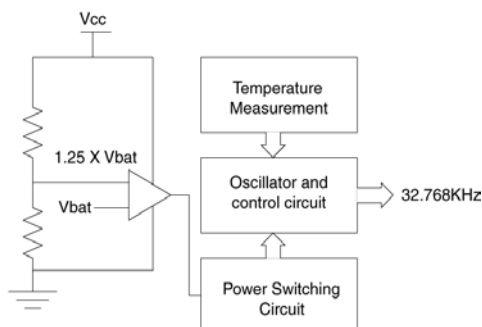 Vcc
Temperature
Measurement
1.25 X Vbat
Vbat
Oscillator and
control circuit
32.768KHz
Power Switching
Circuit